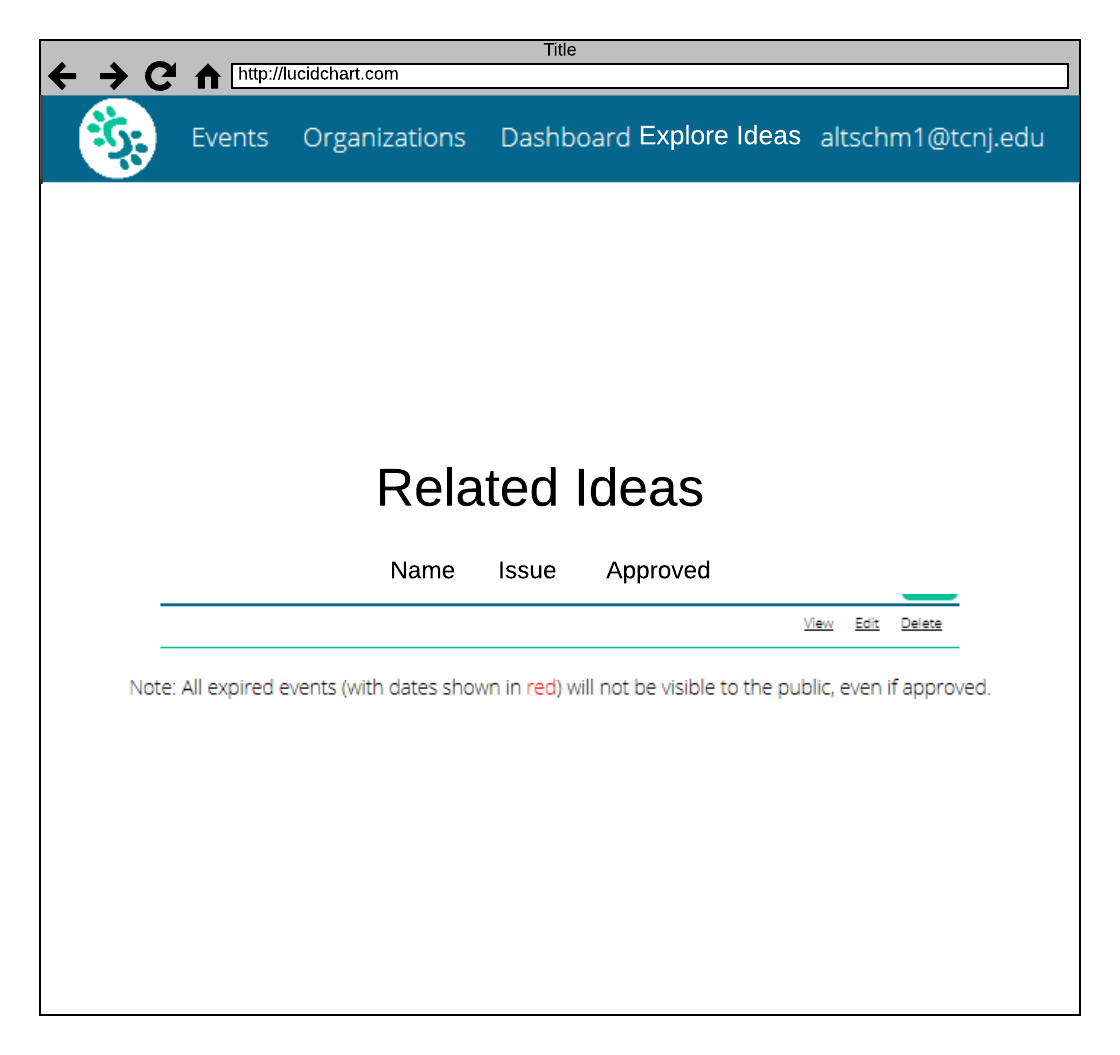 Title
http://lucidchart.com
Events Organizations Dashboard Explore Ideas altschm1@tcnj.edu
Related Ideas
Name Issue Approved
View Edit Delete
Note: All expired events (with dates shown in red) will not be visible to the public, even if approved.